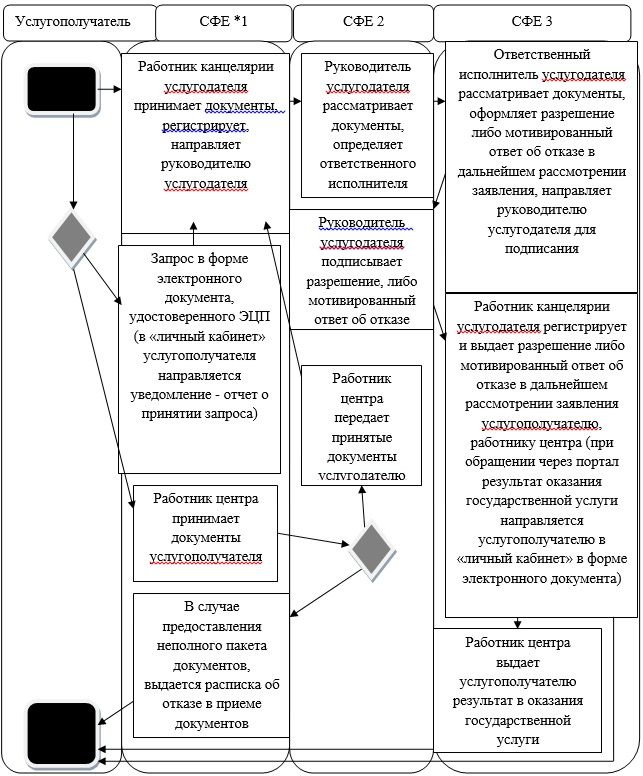 Услугополучатель
СФЕ *1
СФЕ 2
СФЕ 3
Работник канцелярии
услугодателя
принимает документы,
регистрирует,
направляет
руководителю
услугодателя
Руководитель
услугодателя
рассматривает
документы,
определяет
ответственного
исполнителя
Ответственный
исполнитель услугодателя
рассматривает документы,
оформляет разрешение
либо мотивированный
ответ об отказе в
дальнейшем рассмотрении
заявления, направляет
руководителю
услугодателя для
подписания
Руководитель
услугодателя
подписывает
разрешение, либо
мотивированный
ответ об отказе
Запрос в форме
электронного
документа,
удостоверенного ЭЦП
(в «личный кабинет»
услугополучателя
направляется
уведомление - отчет о
принятии запроса)
Работник канцелярии
услугодателя регистрирует
и выдает разрешение либо
мотивированный ответ об
отказе в дальнейшем
рассмотрении заявления
услугополучателю,
работнику центра (при
обращении через портал
результат оказания
государственной услуги
направляется
услугополучателю в
«личный кабинет» в форме
электронного документа)
Работник
центра
передает
принятые
документы
услугодателю
Работник центра
принимает
документы
услугополучателя
В случае
предоставления
неполного пакета
документов,
выдается расписка об
отказе в приеме
документов
Работник центра
выдает
услугополучателю
результат в оказания
государственной
услуги